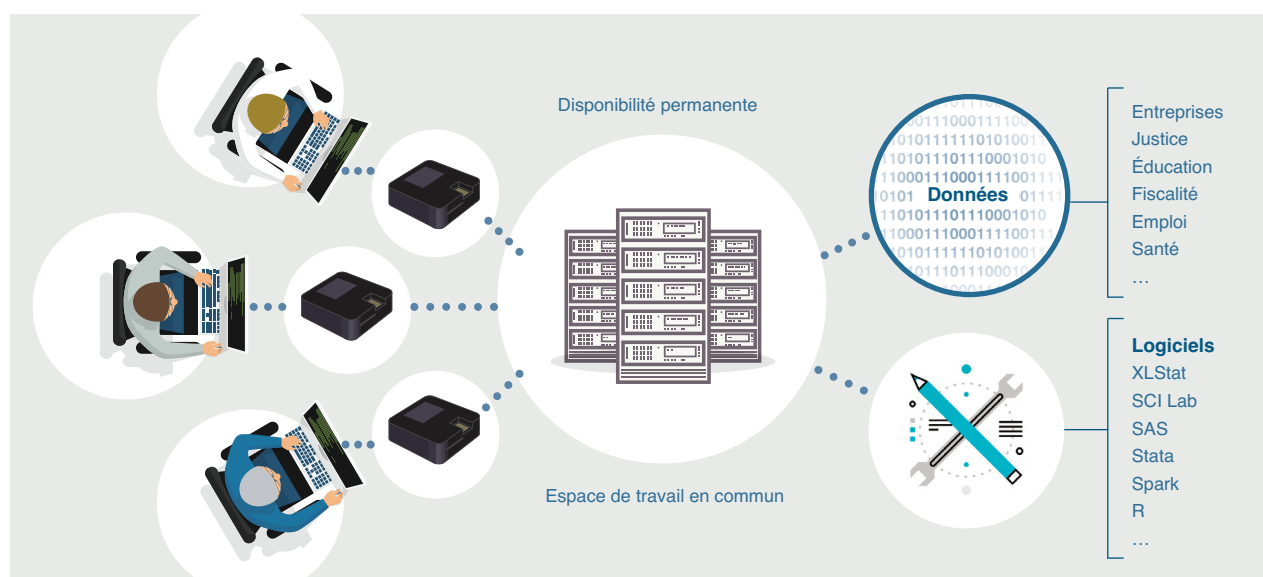 Disponibilité permanente
Espace de travail en commun
Données
Entreprises
Justice
Éducation
Fiscalité
Emploi
Santé
…
Logiciels
XLStat
SCI Lab
SAS
Stata
Spark
R
…